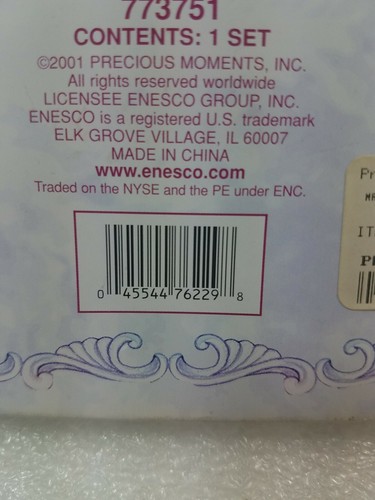 773751
CONTENTS: 1 SET
©2001 PRECIOUS MOMENTS, INC.
All rights reserved worldwide
LICENSEE ENESCO GROUP, INC.
ENESCO is a registered U.S. trademark
ELK GROVE VILLAGE, IL 60007
MADE IN CHINA
www.enesco.com
Traded on the NYSE and the PE under ENC.
0 45544 76229 8